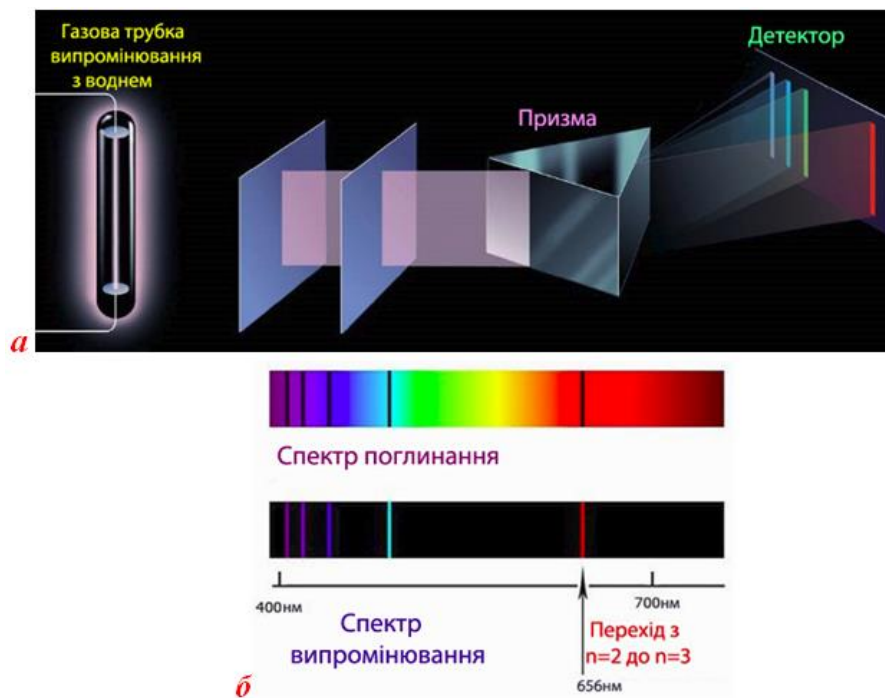 Газова трубка
випромінювання
з воднем
Призма
Детектор
а
Спектр поглинання
400нм
700нм
Спектр
випромінювання
Перехід з
n=2 до n=3
656нм
б